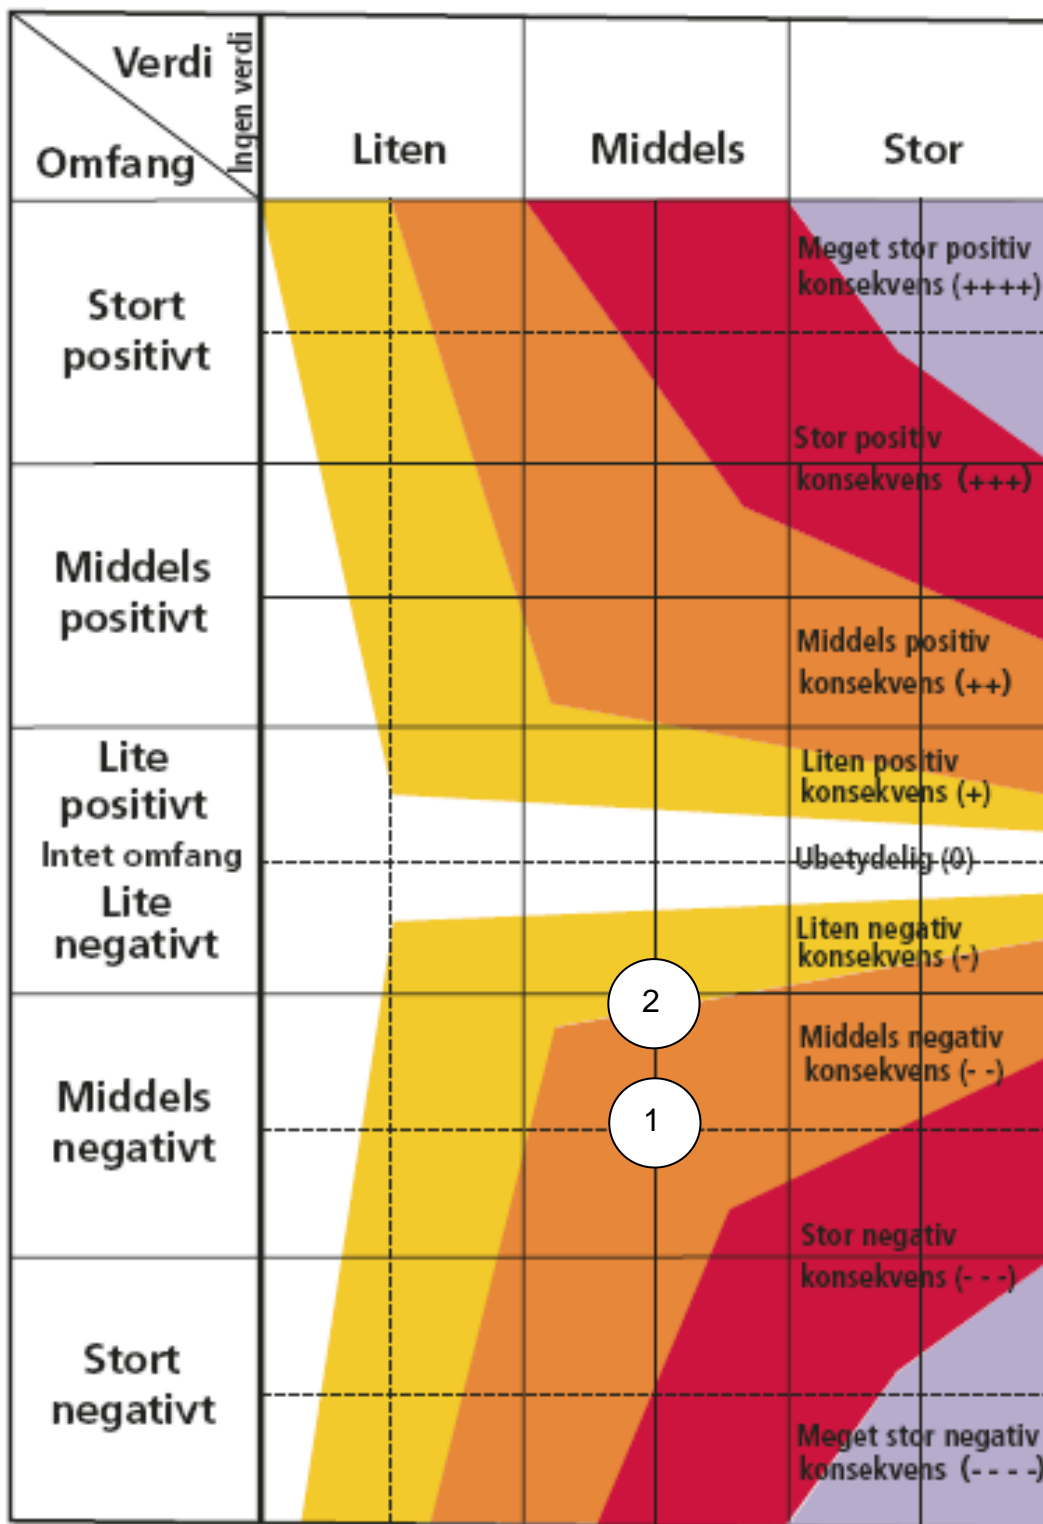 Verdi
Ingen verdi
Omfang
Liten
Middels
Stor
Stort
positivt
Meget stor positiv
konsekvens (++++)
Stor positiv
konsekvens (+++)
Middels
positivt
Middels positiv
konsekvens (++)
Lite
positivt
Liten positiv
konsekvens (+)
Intet omfang
Ubetydelig (0)
Lite
negativt
Liten negativ
konsekvens (-)
2
Middels
negativt
Middels negativ
konsekvens (- -)
1
Stor negativ
konsekvens (- - -)
Stort
negativt
Meget stor negativ
konsekvens (- - - -)